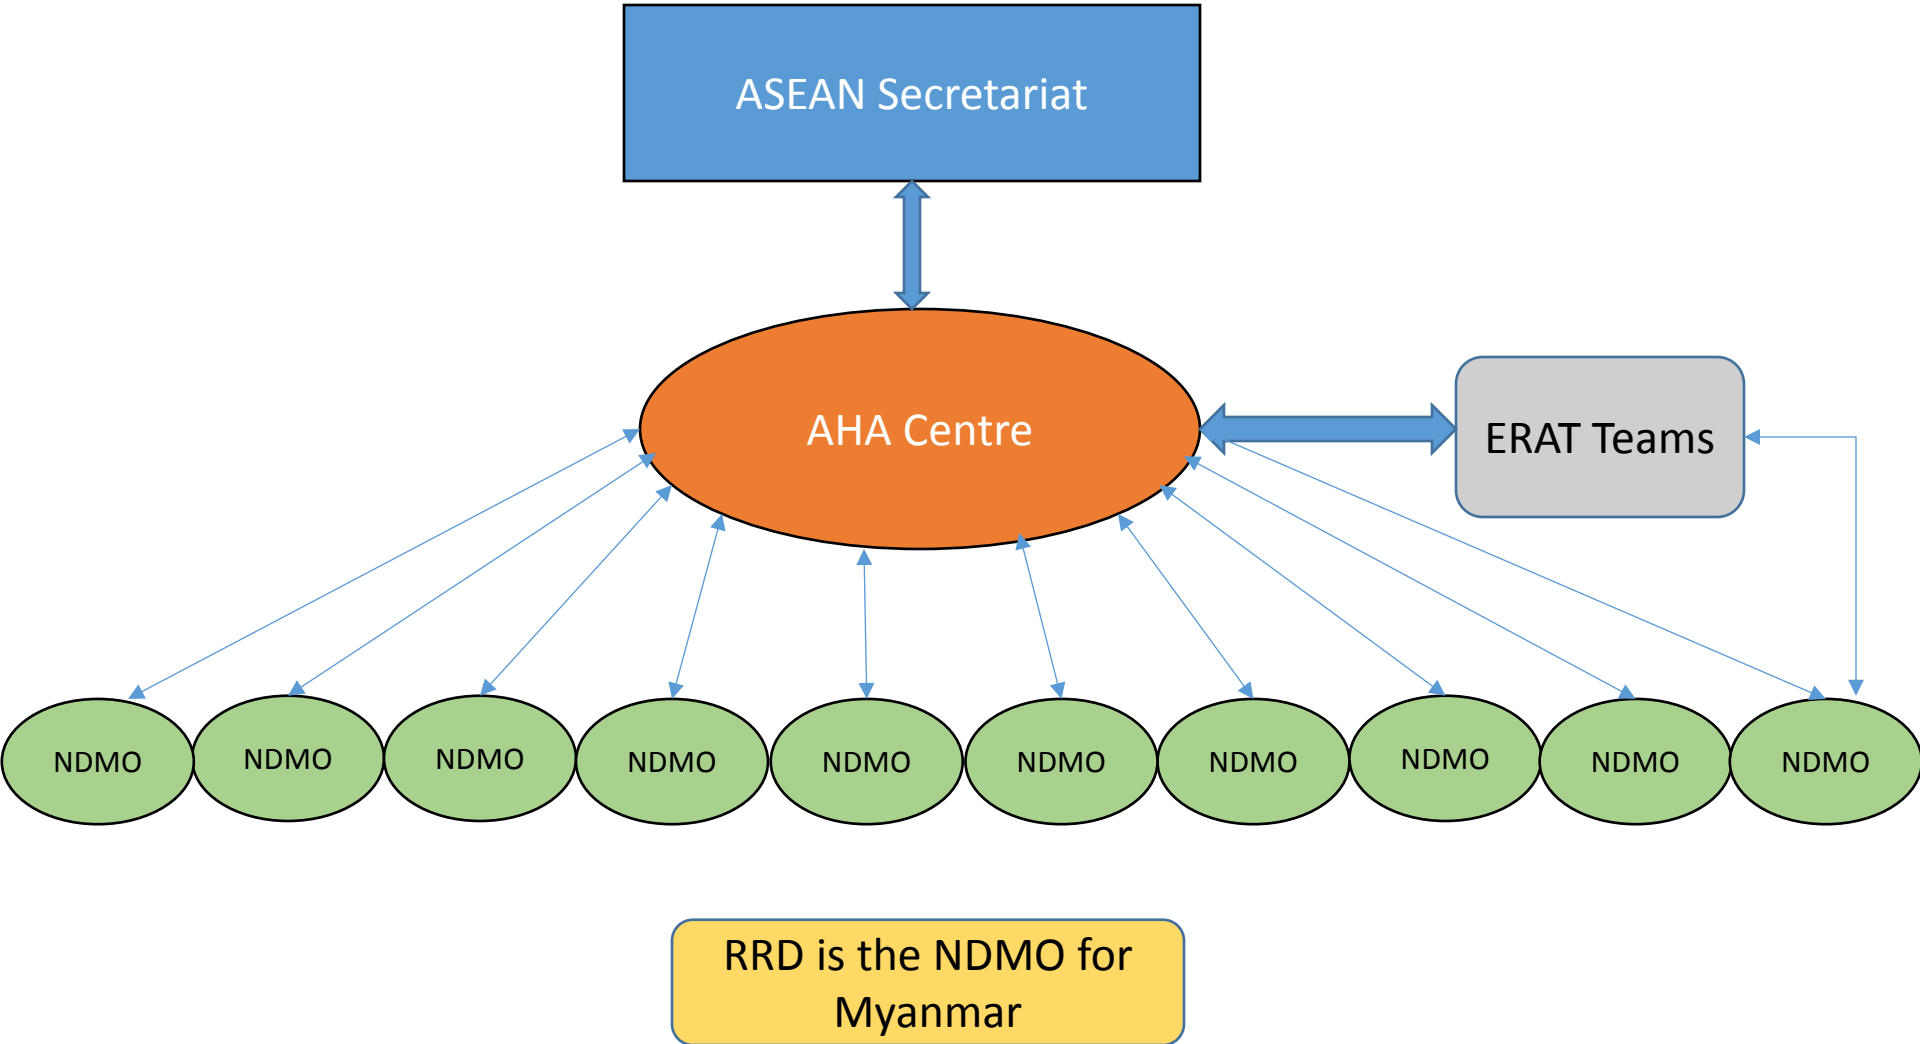 ASEAN Secretariat
AHA Centre
ERAT Teams
NDMO
NDMO
NDMO
NDMO
NDMO
NDMO
NDMO
NDMO
NDMO
NDMO
RRD is the NDMO for
Myanmar